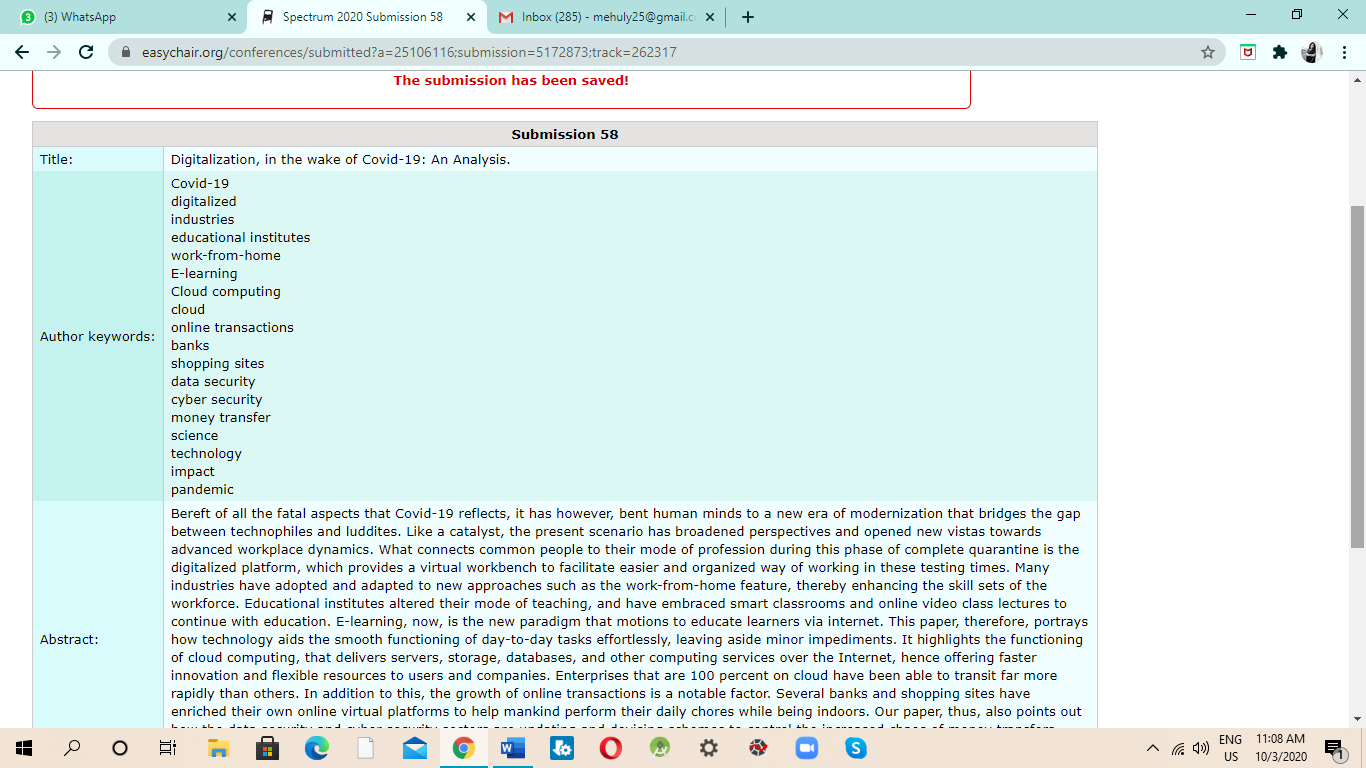 (3) WhatsApp
Spectrum 2020 Submission 58
Inbox (285) - mehuly25@gmail.c
easychair.org/conferences/submitted?a=25106116;submission=5172873;track=262317
The submission has been saved!
Submission 58
Title:
Digitalization, in the wake of Covid-19: An Analysis.
Author keywords:
Covid-19
digitalized
industries
educational institutes
work-from-home
E-learning
Cloud computing
cloud
online transactions
banks
shopping sites
data security
cyber security
money transfer
science
technology
impact
pandemic
Abstract:
Bereft of all the fatal aspects that Covid-19 reflects, it has however, bent human minds to a new era of modernization that bridges the gap
between technophiles and luddites. Like a catalyst, the present scenario has broadened perspectives and opened new vistas towards
advanced workplace dynamics. What connects common people to their mode of profession during this phase of complete quarantine is the
digitalized platform, which provides a virtual workbench to facilitate easier and organized way of working in these testing times. Many
industries have adopted and adapted to new approaches such as the work-from-home feature, thereby enhancing the skill sets of the
workforce. Educational institutes altered their mode of teaching, and have embraced smart classrooms and online video class lectures to
continue with education. E-learning, now, is the new paradigm that motions to educate learners via internet. This paper, therefore, portrays
how technology aids the smooth functioning of day-to-day tasks effortlessly, leaving aside minor impediments. It highlights the functioning
of cloud computing, that delivers servers, storage, databases, and other computing services over the Internet, hence offering faster
innovation and flexible resources to users and companies. Enterprises that are 100 percent on cloud have been able to transit far more
rapidly than others. In addition to this, the growth of online transactions is a notable factor. Several banks and shopping sites have
enriched their own online virtual platforms to help mankind perform their daily chores while being indoors. Our paper, thus, also points out
ENG
US
11:08 AM
10/3/2020